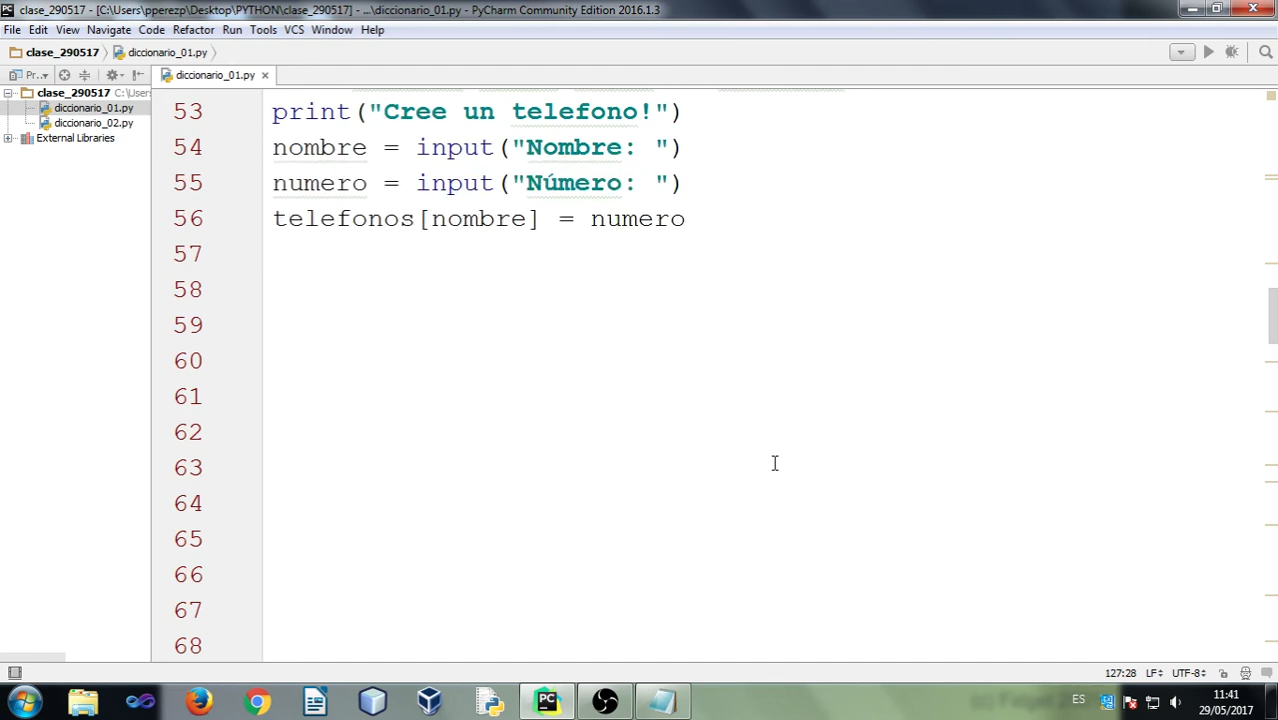 clase_290517 - [C:\Users\pperezp\Desktop\PYTHON\clase_290517] - ...\diccionario_01.py - PyCharm Community Edition 2016.1.3
File Edit View Navigate Code Refactor Run Tools VCS Window Help
clase_290517 diccionario_01.py
Pr... diccionario_01.py
clase_290517 C:\Users
diccionario_01.py
diccionario_02.py
External Libraries
53 print("Cree un telefono!")
54 nombre = input("Nombre: ")
55 numero = input("Número: ")
56 telefonos[nombre] = numero
57
58
59
60
61
62
63
64
65
66
67
68
127:28 LF UTF-8
ES 11:41
29/05/2017